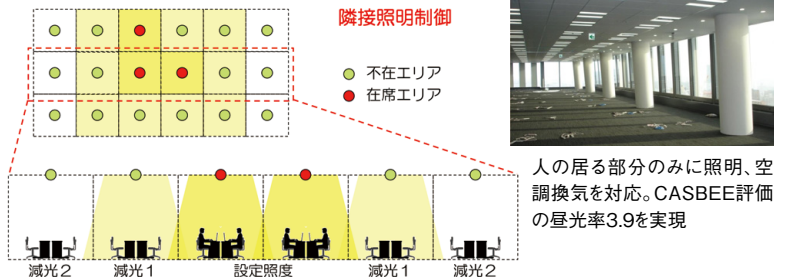 隣接照明制御
不在エリア
在席エリア
減光2
減光1
設定照度
減光1
減光2
人の居る部分のみに照明、空
調換気を対応。CASBEE評価
の昼光率3.9を実現